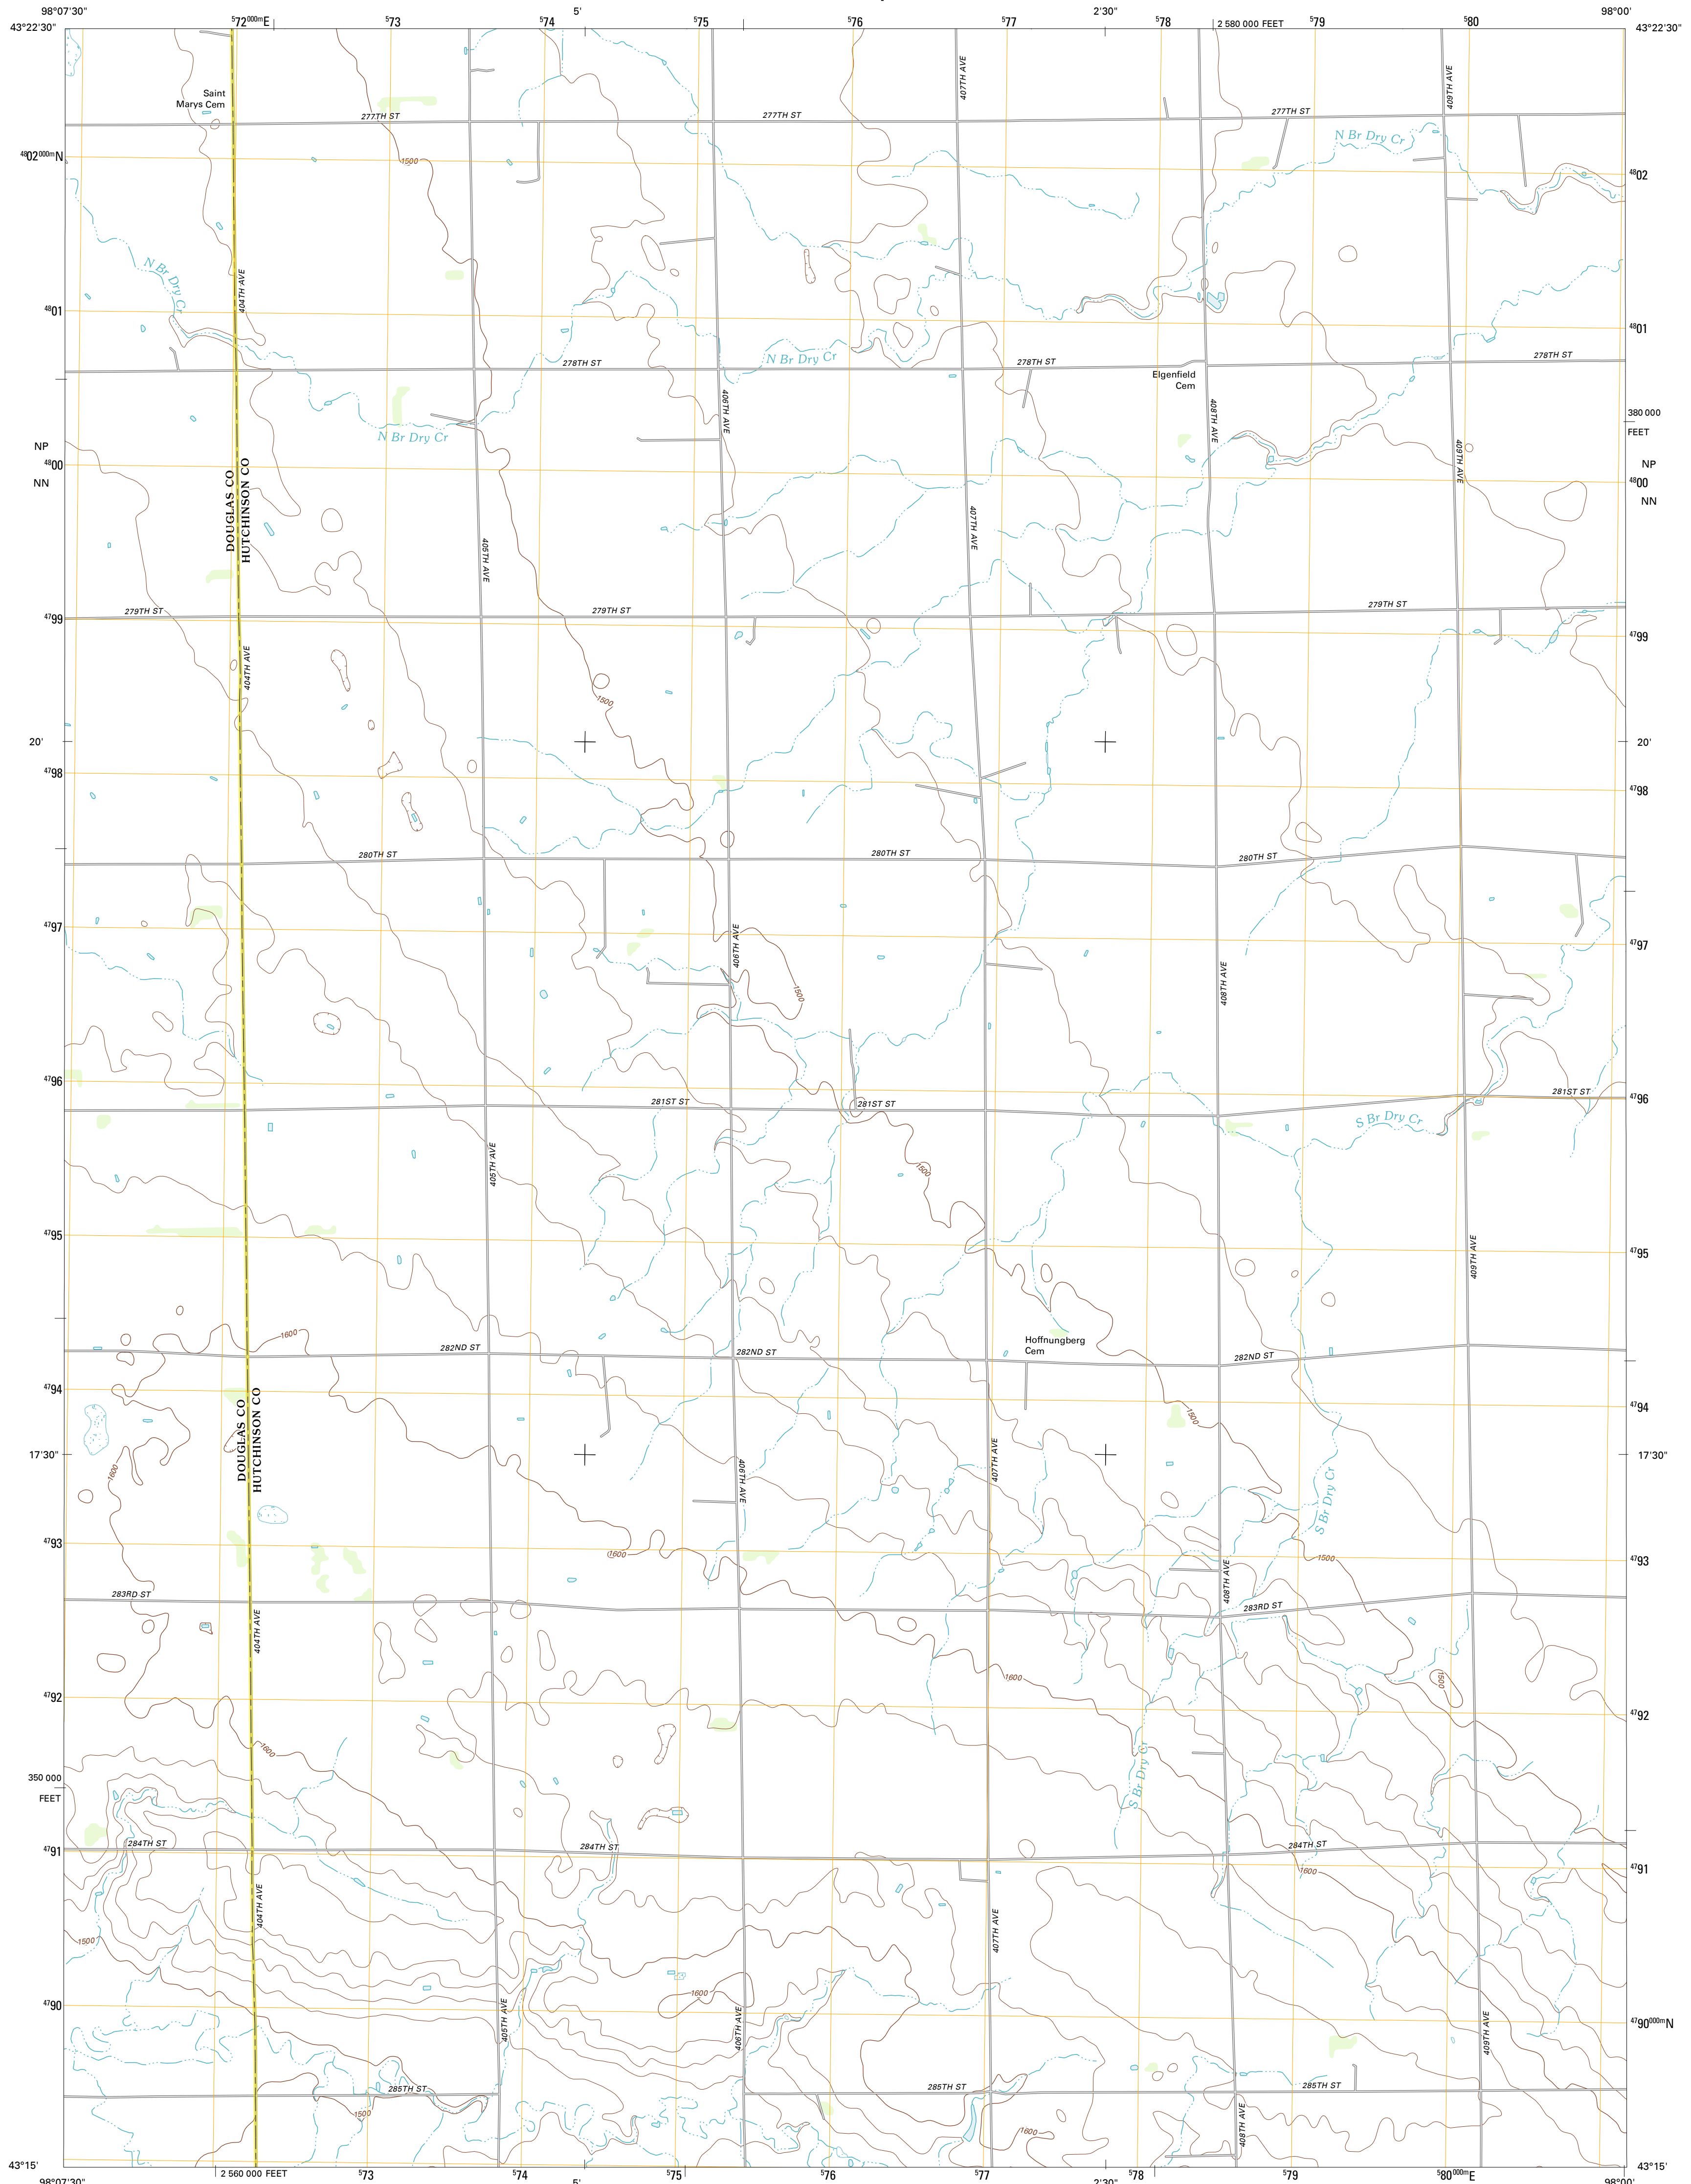 98°07'30"
572000mE
573
574
5'
575
576
577
2'30"
578
2 580 000 FEET
579
580
98°00'
43°22'30"
43°22'30"
Saint
Marys Cem
277TH ST
277TH ST
277TH ST
407TH AVE
409TH AVE
N Br Dry Cr
4802000mN
1500
4802
N Br Dry Cr
404TH AVE
4801
4801
N Br Dry Cr
278TH ST
278TH ST
278TH ST
Elgenfield
Cem
406TH AVE
408TH AVE
380 000
FEET
N Br Dry Cr
409TH AVE
NP
NN
4800
DOUGLAS CO
HUTCHINSON CO
NP
4800
NN
405TH AVE
407TH AVE
279TH ST
279TH ST
279TH ST
4799
4799
404TH AVE
1500
20'
20'
4798
4798
280TH ST
280TH ST
280TH ST
4797
406TH AVE
4797
408TH AVE
1500
4796
281ST ST
281ST ST
281ST ST
4796
S Br Dry Cr
405TH AVE
1500
4795
4795
409TH AVE
1600
Hoffnungberg
Cem
282ND ST
282ND ST
282ND ST
4794
DOUGLAS CO
HUTCHINSON CO
1500
4794
17'30"
17'30"
1600
406TH AVE
407TH AVE
S Br Dry Cr
4793
1600
1500
4793
408TH AVE
283RD ST
283RD ST
404TH AVE
1600
1500
4792
4792
1600
S Br Dry Cr
350 000
FEET
284TH ST
284TH ST
284TH ST
4791
4791
1600
404TH AVE
407TH AVE
1500
1600
4790
405TH AVE
406TH AVE
409TH AVE
4790000mN
285TH ST
285TH ST
285TH ST
1500
1600
408TH AVE
43°15'
43°15'
98°07'30"
2 560 000 FEET
573
574
5'
575
576
577
2'30"
578
579
580000mE
98°00'